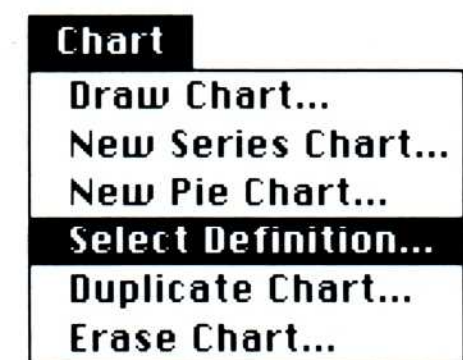 Chart
Draw Chart...
New Series Chart...
New Pie Chart...
Select Definition...
Duplicate Chart...
Erase Chart...